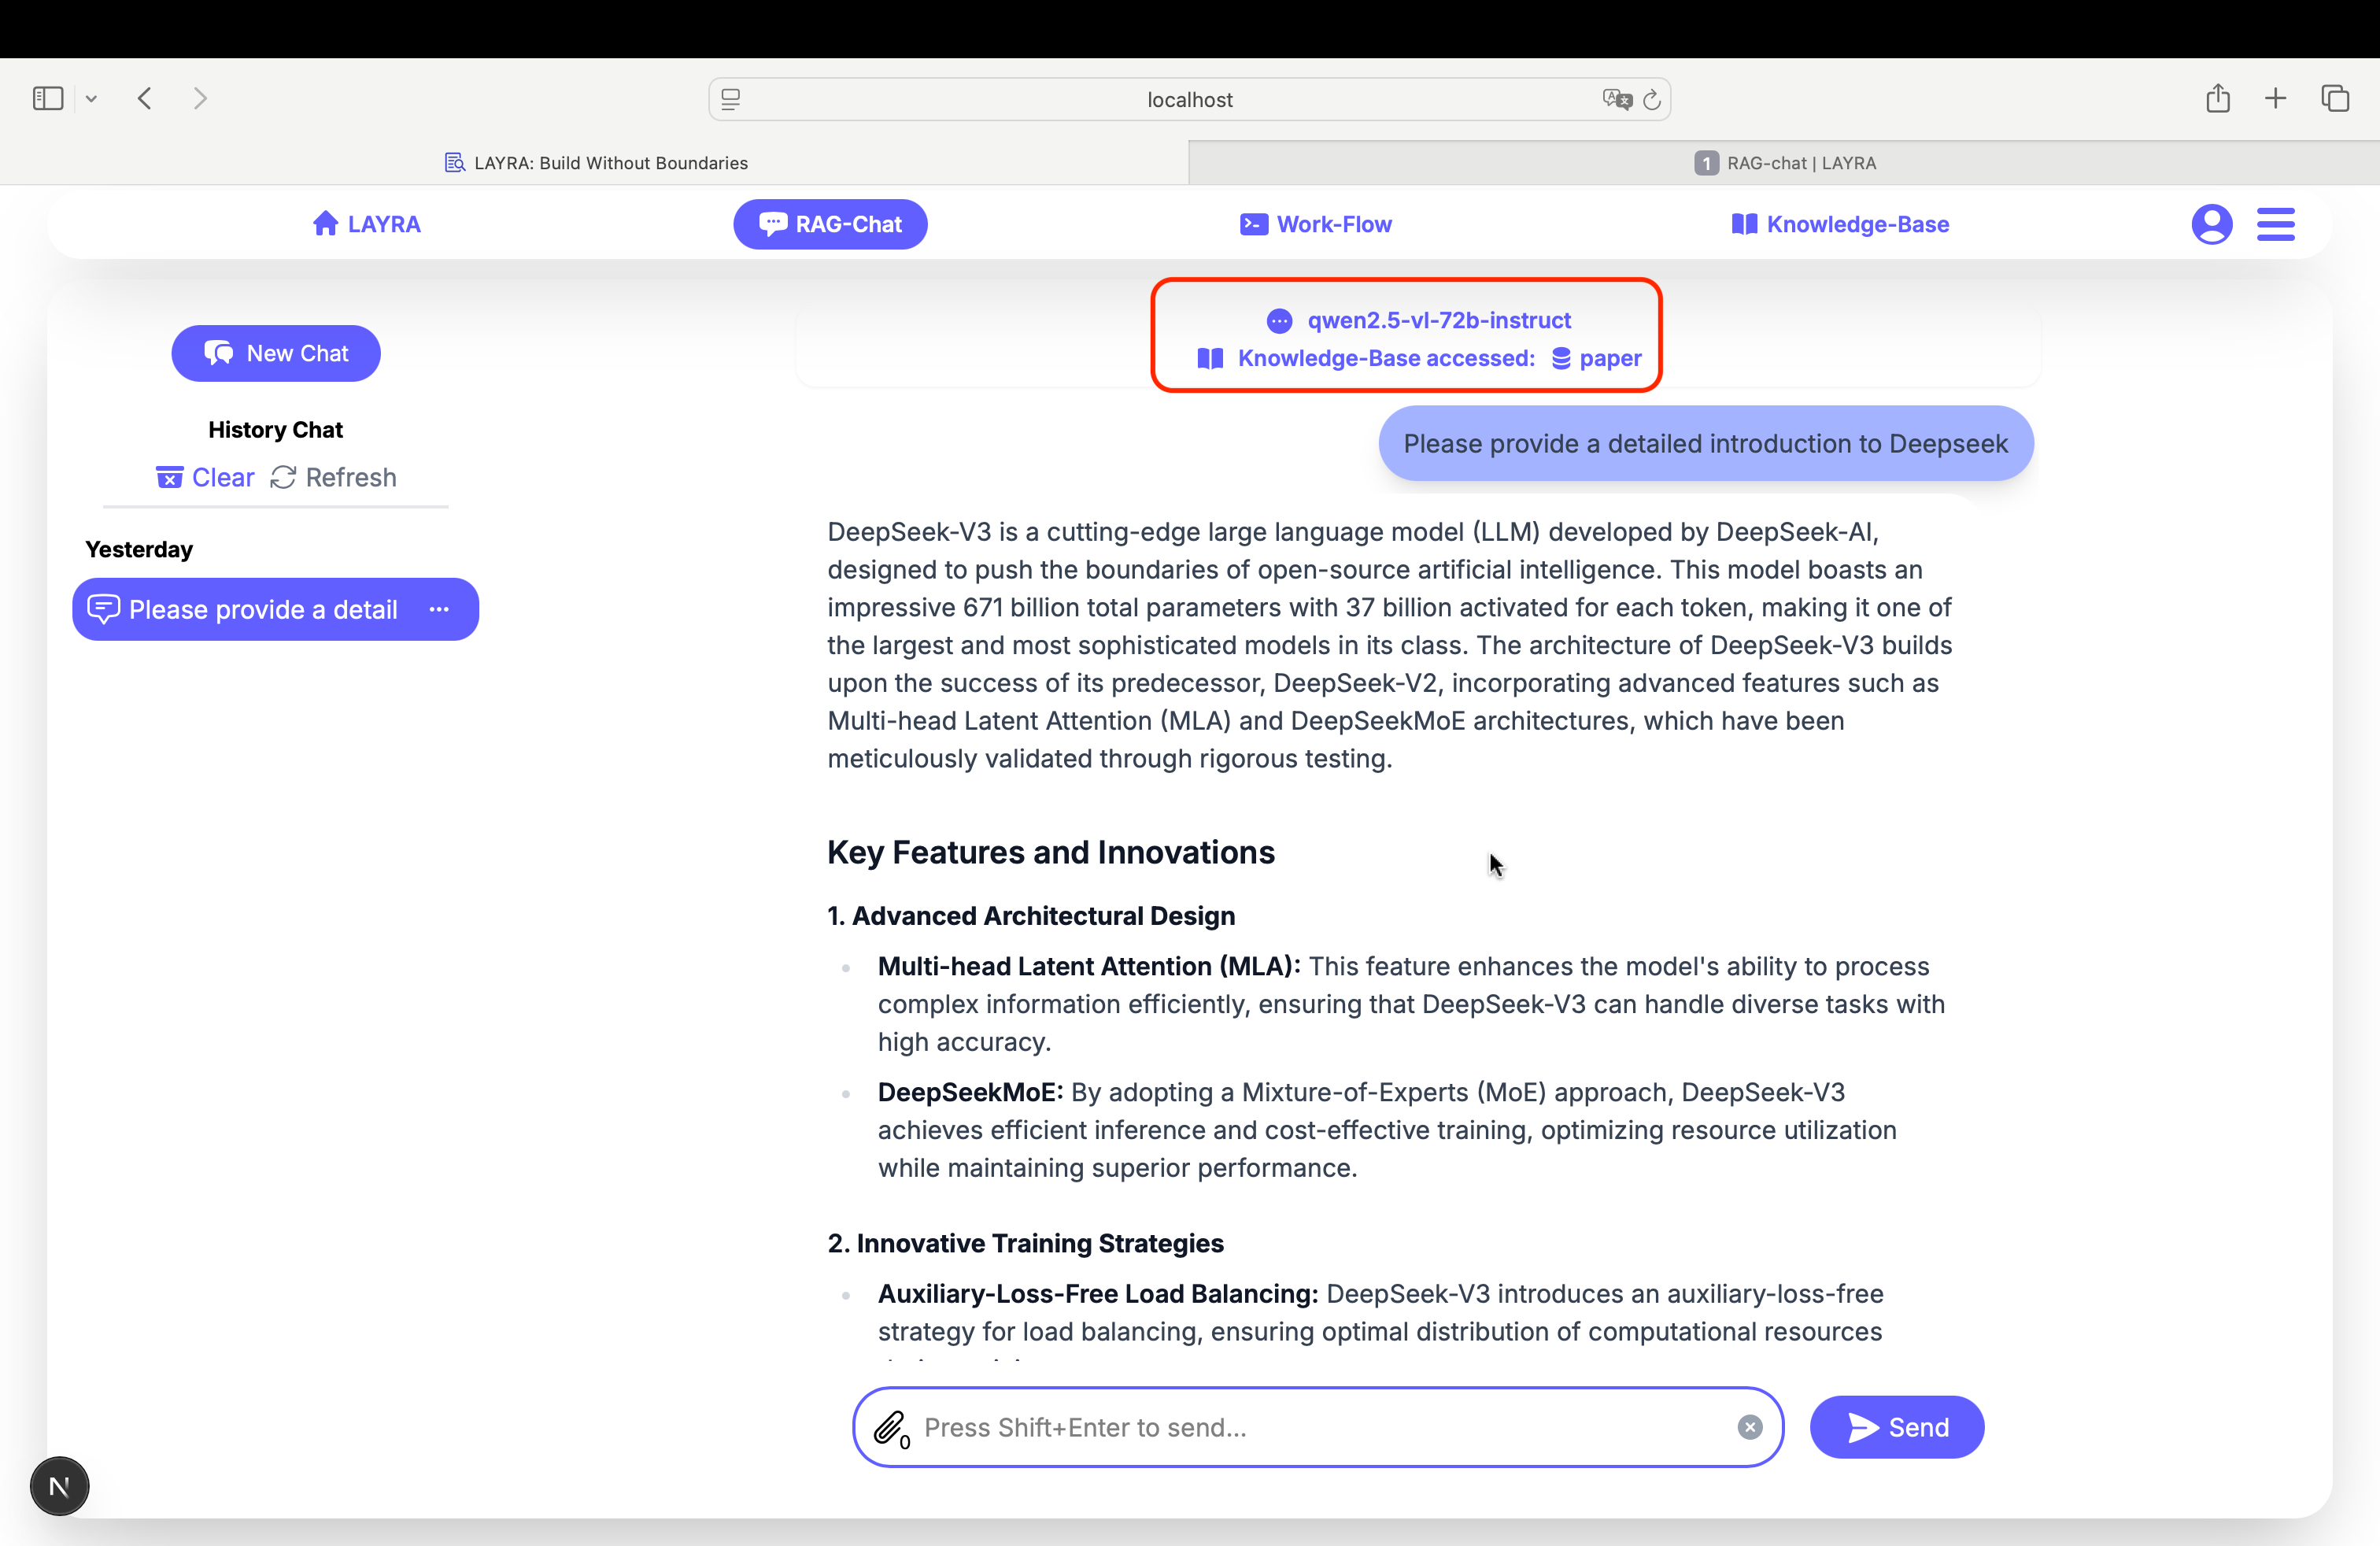 localhost
LAYRA: Build Without Boundaries
1 RAG-chat | LAYRA
LAYRA
RAG-Chat
Work-Flow
Knowledge-Base
New Chat
History Chat
Clear Refresh
Yesterday
Please provide a detail ...
qwen2.5-vl-72b-instruct
Knowledge-Base accessed: paper
Please provide a detailed introduction to Deepseek
DeepSeek-V3 is a cutting-edge large language model (LLM) developed by DeepSeek-AI,
designed to push the boundaries of open-source artificial intelligence. This model boasts an
impressive 671 billion total parameters with 37 billion activated for each token, making it one of
the largest and most sophisticated models in its class. The architecture of DeepSeek-V3 builds
upon the success of its predecessor, DeepSeek-V2, incorporating advanced features such as
Multi-head Latent Attention (MLA) and DeepSeekMoE architectures, which have been
meticulously validated through rigorous testing.
Key Features and Innovations
1. Advanced Architectural Design
• Multi-head Latent Attention (MLA): This feature enhances the model's ability to process
complex information efficiently, ensuring that DeepSeek-V3 can handle diverse tasks with
high accuracy.
• DeepSeekMoE: By adopting a Mixture-of-Experts (MoE) approach, DeepSeek-V3
achieves efficient inference and cost-effective training, optimizing resource utilization
while maintaining superior performance.
2. Innovative Training Strategies
• Auxiliary-Loss-Free Load Balancing: DeepSeek-V3 introduces an auxiliary-loss-free
strategy for load balancing, ensuring optimal distribution of computational resources
0 Press Shift+Enter to send...
Send
N